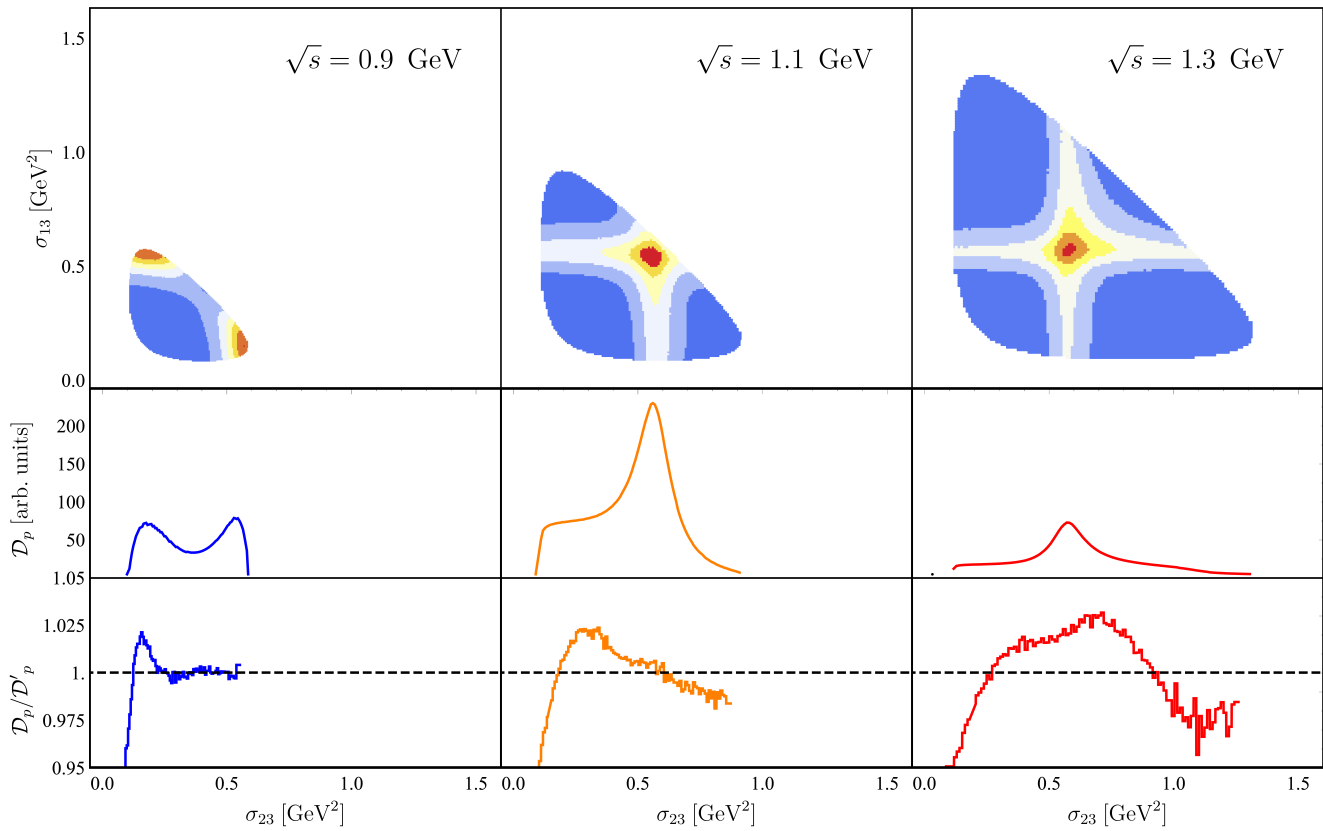 √s = 0.9 GeV
√s = 1.1 GeV
√s = 1.3 GeV
σ₁₃ [GeV²]
1.5
1.0
0.5
0.0
𝒟ₚ [arb. units]
200
150
100
50
𝒟ₚ/𝒟′ₚ
1.05
1.025
1.
0.975
0.95
0.0 0.5 1.0 1.5
0.0 0.5 1.0 1.5
0.0 0.5 1.0 1.5
σ₂₃ [GeV²]
σ₂₃ [GeV²]
σ₂₃ [GeV²]